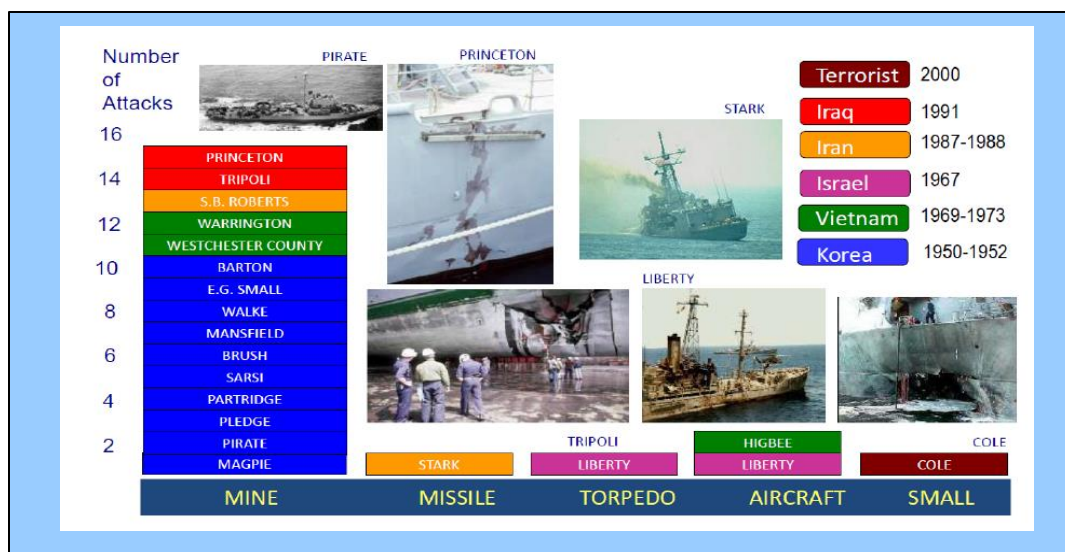 Number
of
Attacks
PIRATE
PRINCETON
STARK
Terrorist 2000
Iraq 1991
Iran 1987-1988
Israel 1967
Vietnam 1969-1973
Korea 1950-1952
16
14
12
10
8
6
4
2
PRINCETON
TRIPOLI
S.B. ROBERTS
WARRINGTON
WESTCHESTER COUNTY
BARTON
E.G. SMALL
WALKE
MANSFIELD
BRUSH
SARSI
PARTRIDGE
PLEDGE
PIRATE
MAGPIE
LIBERTY
TRIPOLI
HIGBEE
COLE
STARK
LIBERTY
LIBERTY
COLE
MINE MISSILE TORPEDO AIRCRAFT SMALL